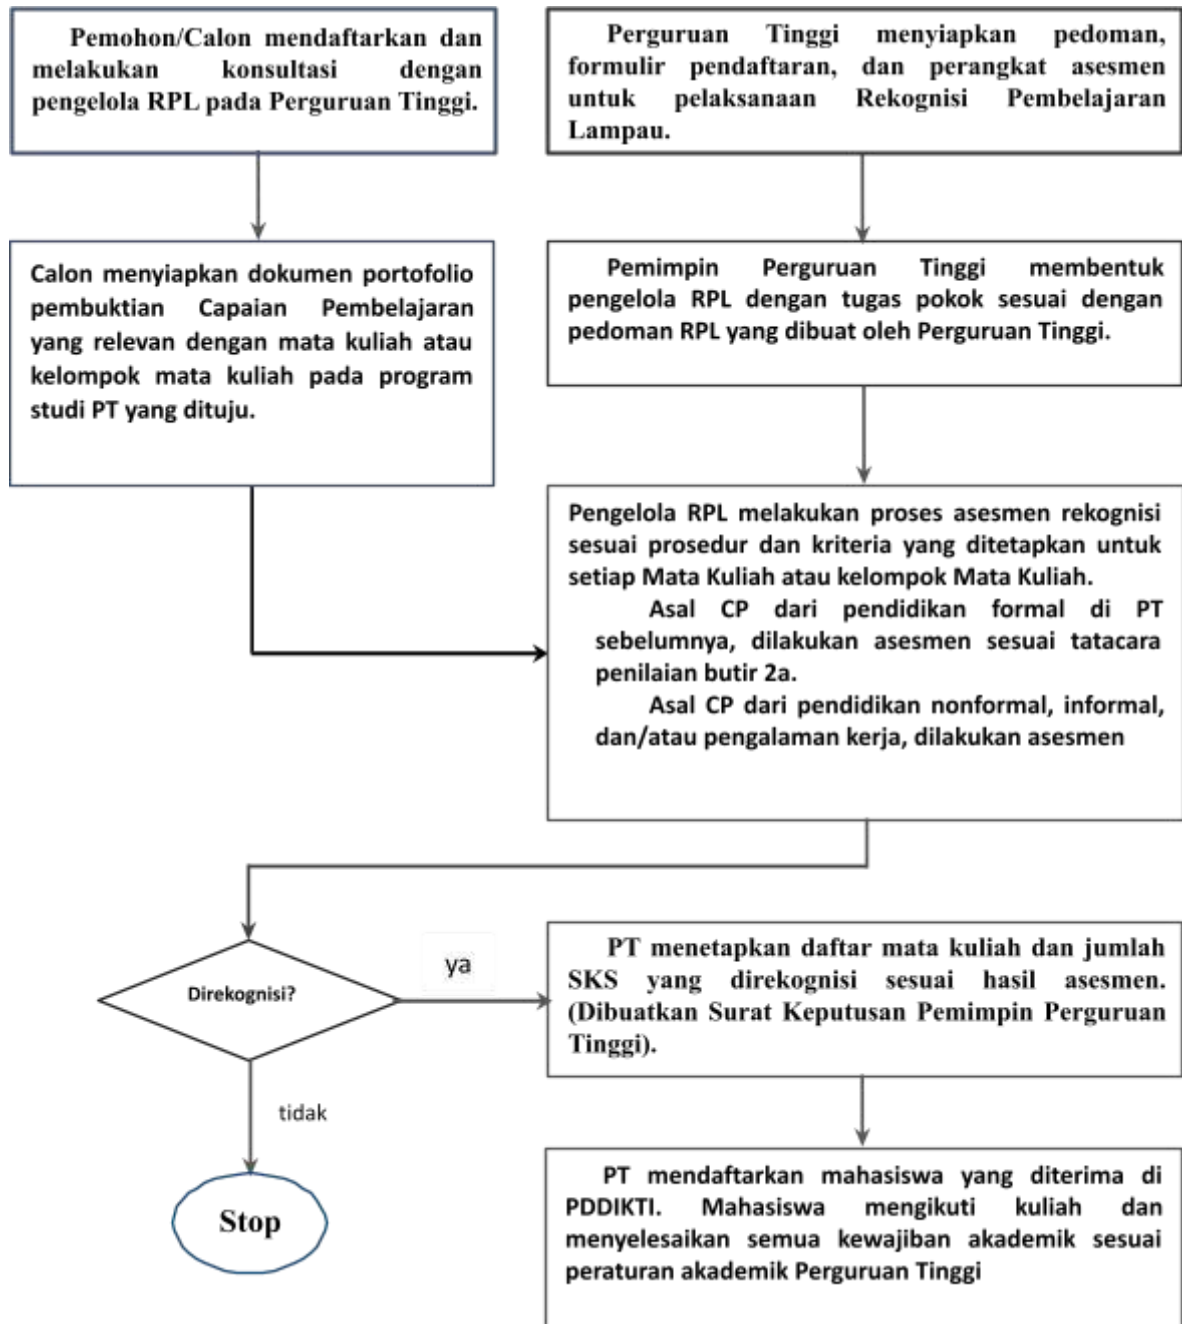 Pemohon/Calon mendaftarkan dan
melakukan konsultasi dengan
pengelola RPL pada Perguruan Tinggi.
Perguruan Tinggi menyiapkan pedoman,
formulir pendaftaran, dan perangkat asesmen
untuk pelaksanaan Rekognisi Pembelajaran
Lampau.
Calon menyiapkan dokumen portofolio
pembuktian Capaian Pembelajaran
yang relevan dengan mata kuliah atau
kelompok mata kuliah pada program
studi PT yang dituju.
Pemimpin Perguruan Tinggi membentuk
pengelola RPL dengan tugas pokok sesuai dengan
pedoman RPL yang dibuat oleh Perguruan Tinggi.
Pengelola RPL melakukan proses asesmen rekognisi
sesuai prosedur dan kriteria yang ditetapkan untuk
setiap Mata Kuliah atau kelompok Mata Kuliah.
Asal CP dari pendidikan formal di PT
sebelumnya, dilakukan asesmen sesuai tatacara
penilaian butir 2a.
Asal CP dari pendidikan nonformal, informal,
dan/atau pengalaman kerja, dilakukan asesmen
Direkognisi?
ya
PT menetapkan daftar mata kuliah dan jumlah
SKS yang direkognisi sesuai hasil asesmen.
(Dibuatkan Surat Keputusan Pemimpin Perguruan
Tinggi).
tidak
Stop
PT mendaftarkan mahasiswa yang diterima di
PDDIKTI. Mahasiswa mengikuti kuliah dan
menyelesaikan semua kewajiban akademik sesuai
peraturan akademik Perguruan Tinggi